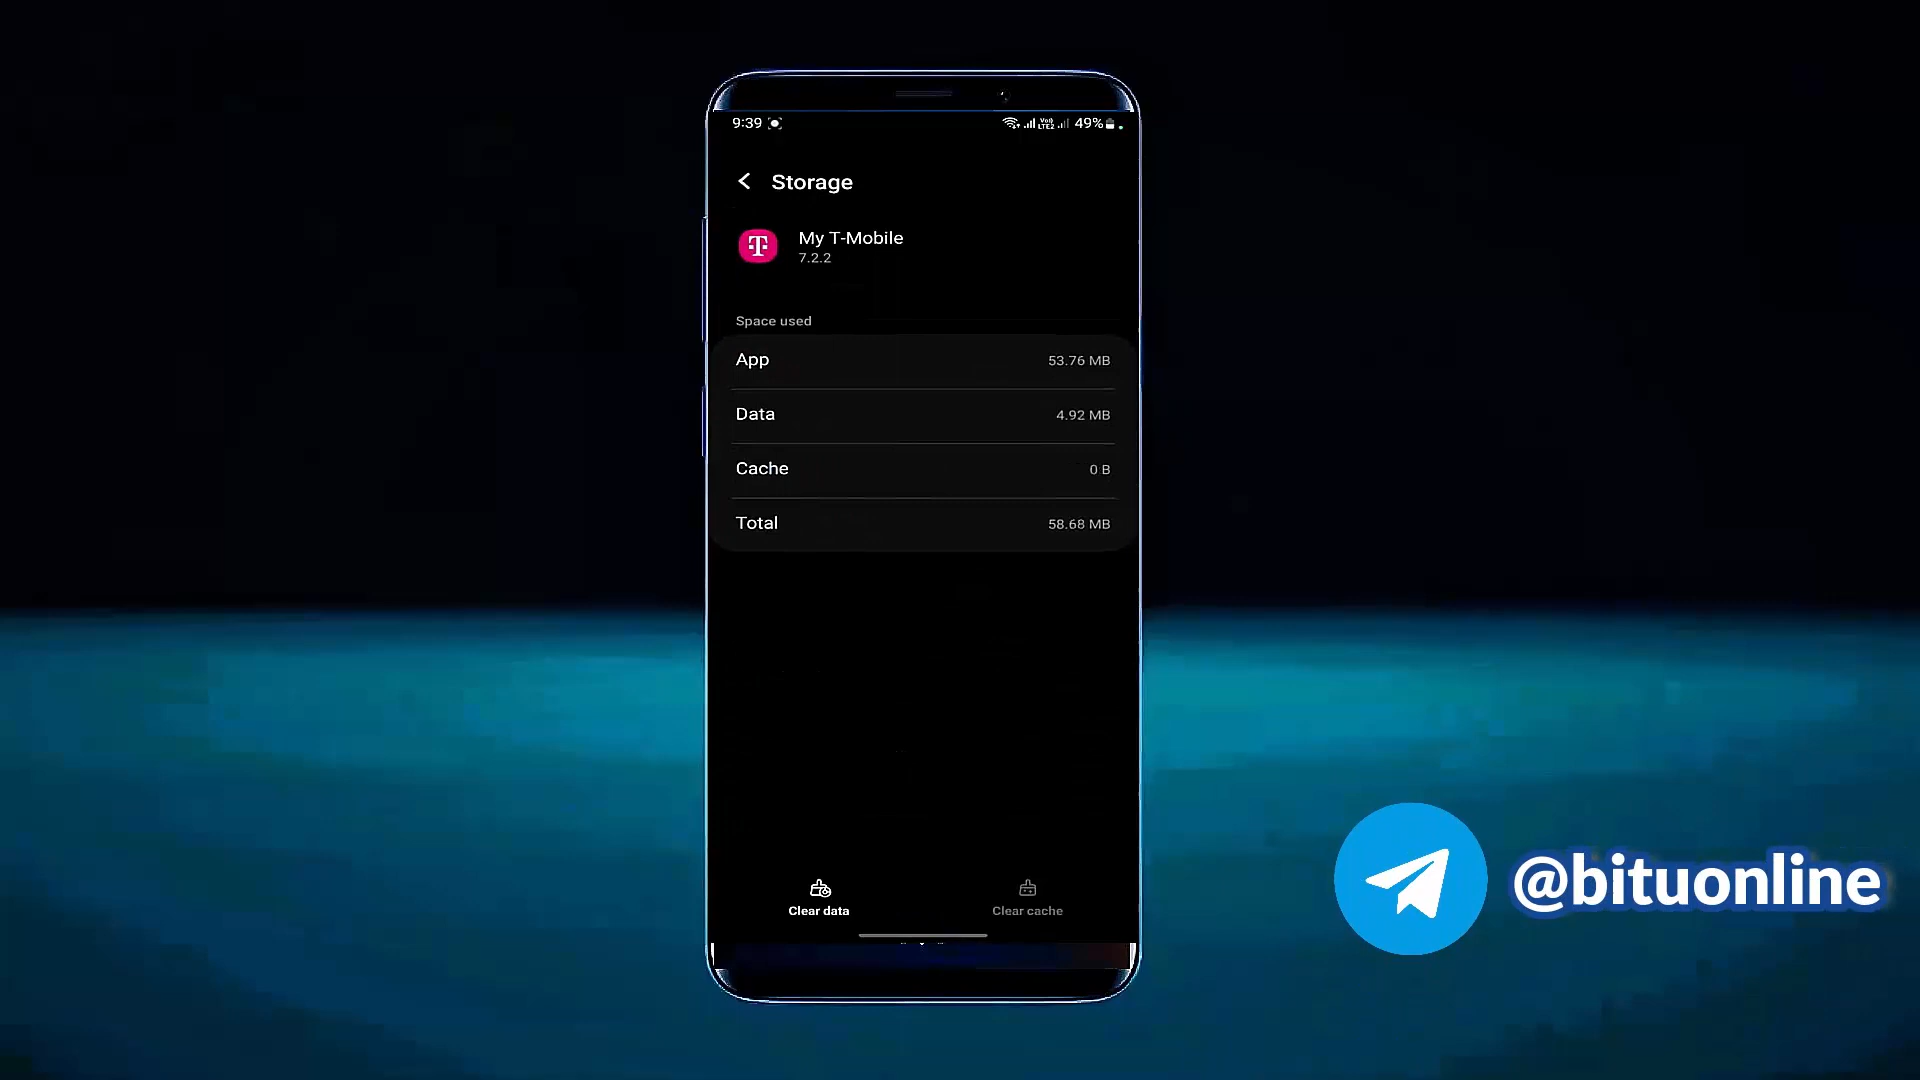 9:39 49%
Storage
My T-Mobile
7.2.2
Space used
App 53.76 MB
Data 4.92 MB
Cache 0 B
Total 58.68 MB
Clear data Clear cache
@bituonline